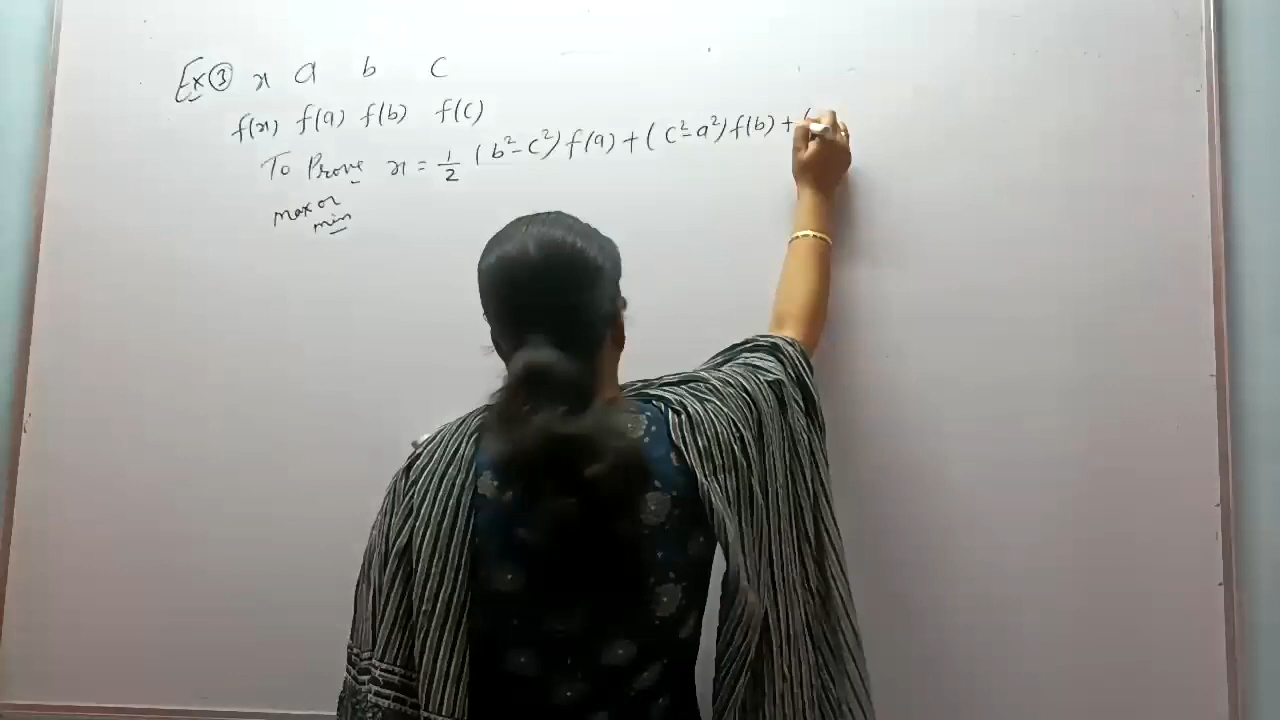 Ex ③ x a b c
f(x) f(a) f(b) f(c)
To Prove x = 1/2 (b²-c²) f(a) + (c²-a²) f(b) + (
max or
min